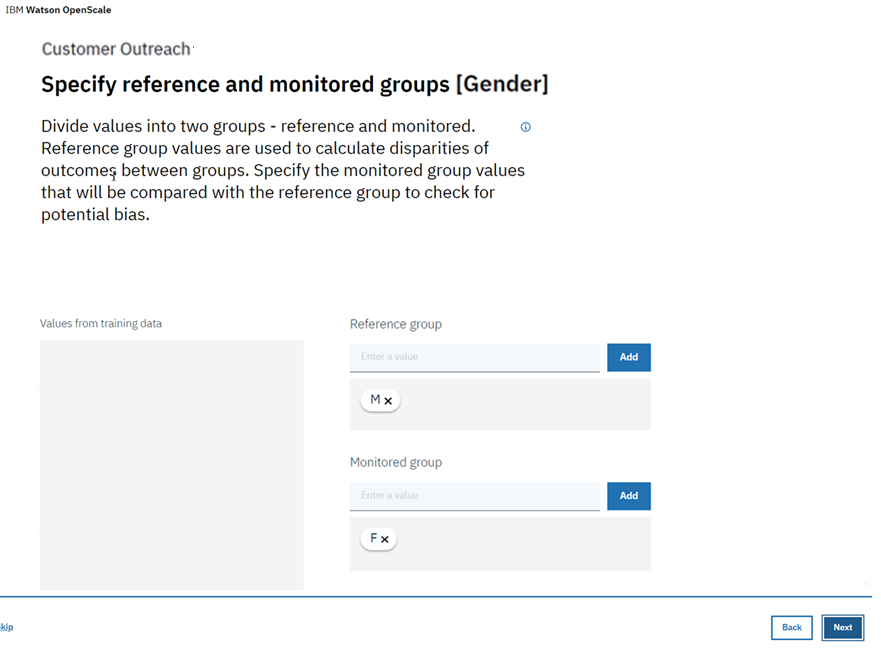 IBM Watson OpenScale
Customer Outreach
Specify reference and monitored groups [Gender]
Divide values into two groups - reference and monitored.
Reference group values are used to calculate disparities of
outcomes between groups. Specify the monitored group values
that will be compared with the reference group to check for
potential bias.
Values from training data
Reference group
Enter a value
Add
M ×
Monitored group
Enter a value
Add
F ×
kip
Back
Next